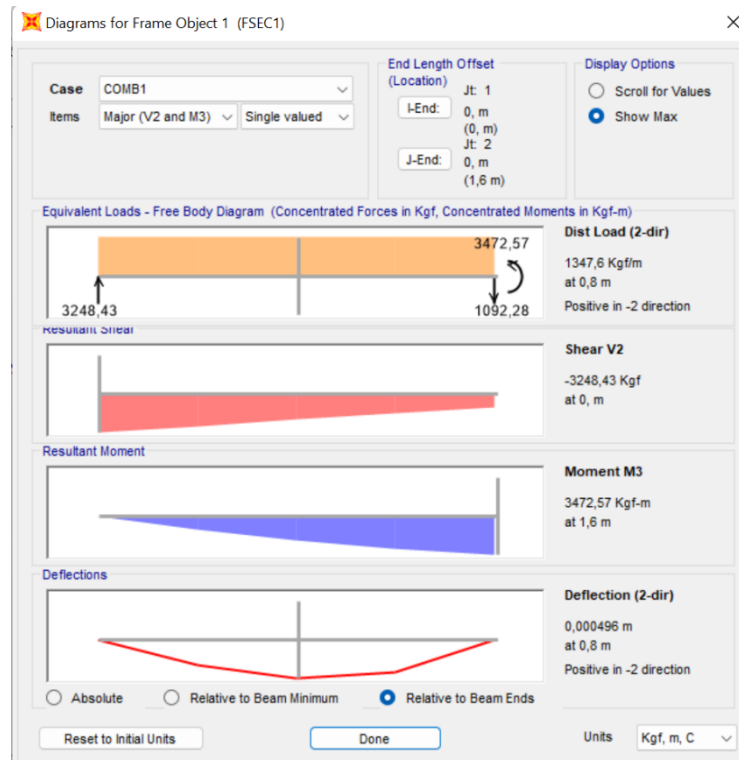 Diagrams for Frame Object 1 (FSEC1)
Case COMB1
Items Major (V2 and M3) Single valued
End Length Offset
(Location)
Jt: 1
I-End: 0, m
(0, m)
Jt: 2
J-End: 0, m
(1,6 m)
Display Options
Scroll for Values
Show Max
Equivalent Loads - Free Body Diagram (Concentrated Forces in Kgf, Concentrated Moments in Kgf-m)
3472,57
3248,43
1092,28
Dist Load (2-dir)
1347,6 Kgf/m
at 0,8 m
Positive in -2 direction
Resultant Shear
Shear V2
-3248,43 Kgf
at 0, m
Resultant Moment
Moment M3
3472,57 Kgf-m
at 1,6 m
Deflections
Deflection (2-dir)
0,000496 m
at 0,8 m
Positive in -2 direction
Absolute Relative to Beam Minimum Relative to Beam Ends
Reset to Initial Units Done Units Kgf, m, C